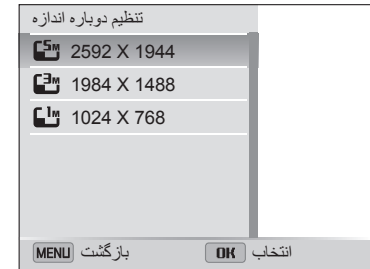 تنظیم دوباره اندازه
5M 2592 X 1944
3M 1984 X 1488
1M 1024 X 768
انتخاب OK بازگشت MENU